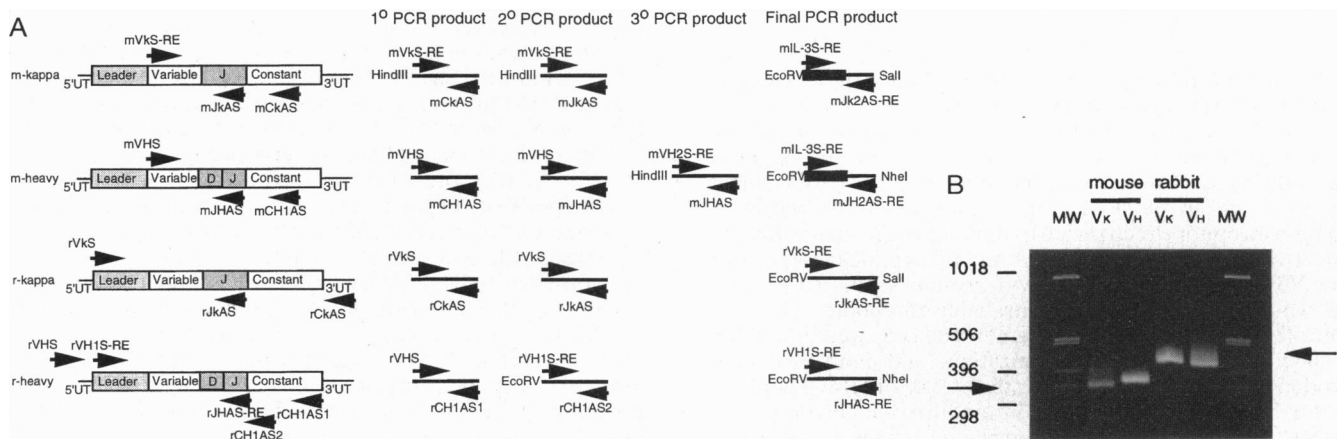 A
1º PCR product 2º PCR product 3º PCR product Final PCR product
mVkS-RE mVkS-RE mVkS-RE mIL-3S-RE
m-kappa 5'UT Leader Variable J Constant 3'UT HindIII HindIII EcoRV SalI
mJkAS mCkAS mCkAS mJkAS mJk2AS-RE
mVHS mVHS mVHS mVH2S-RE mIL-3S-RE
m-heavy 5'UT Leader Variable D J Constant 3'UT HindIII EcoRV NheI
mJHAS mCH1AS mCH1AS mJHAS mJHAS mJH2AS-RE
rVkS rVkS rVkS rVkS-RE
r-kappa 5'UT Leader Variable J Constant 3'UT EcoRV SalI
rJkAS rCkAS rCkAS rJkAS rJkAS-RE
rVHS rVH1S-RE rVHS rVH1S-RE rVH1S-RE
r-heavy 5'UT Leader Variable D J Constant 3'UT EcoRV EcoRV NheI
rJHAS-RE rCH1AS1 rCH1AS1 rCH1AS2 rJHAS-RE
rCH1AS2
B
mouse rabbit
MW VK VH VK VH MW
1018
506
396
298